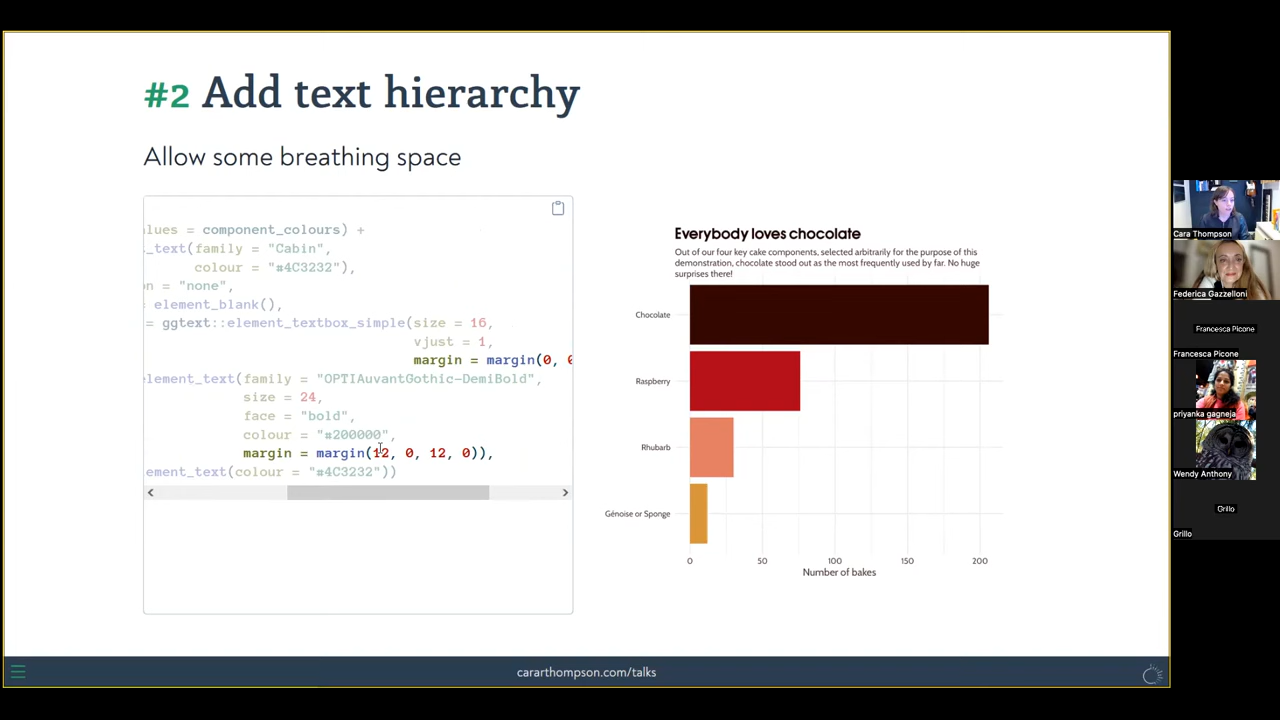 #2 Add text hierarchy
Allow some breathing space
alues = component_colours) +
_text(family = "Cabin",
colour = "#4C3232"),
on = "none",
= element_blank(),
= ggtext::element_textbox_simple(size = 16,
vjust = 1,
margin = margin(0, 0
element_text(family = "OPTIAuvantGothic-DemiBold",
size = 24,
face = "bold",
colour = "#200000",
margin = margin(12, 0, 12, 0)),
ement_text(colour = "#4C3232"))
Everybody loves chocolate
Out of our four key cake components, selected arbitrarily for the purpose of this
demonstration, chocolate stood out as the most frequently used by far. No huge
surprises there!
Chocolate
Raspberry
Rhubarb
Génoise or Sponge
0 50 100 150 200
Number of bakes
cararthompson.com/talks
Cara Thompson
Federica Gazzelloni
Francesca Picone
Francesca Picone
priyanka gagneja
Wendy Anthony
Grillo
Grillo